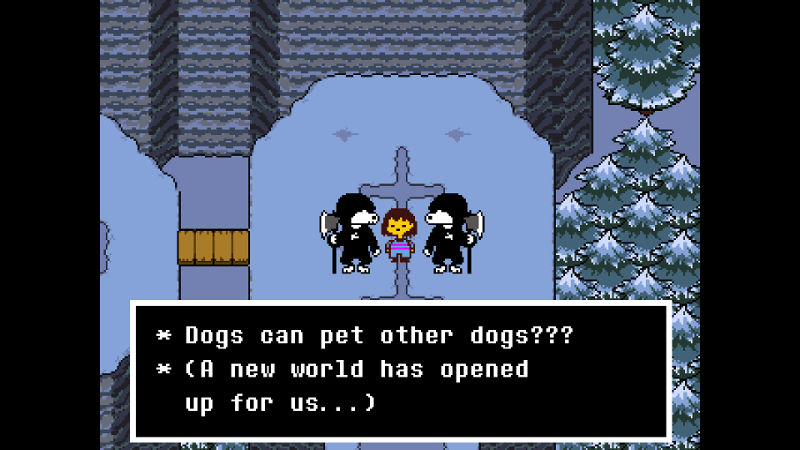 * Dogs can pet other dogs???
* (A new world has opened
up for us...)